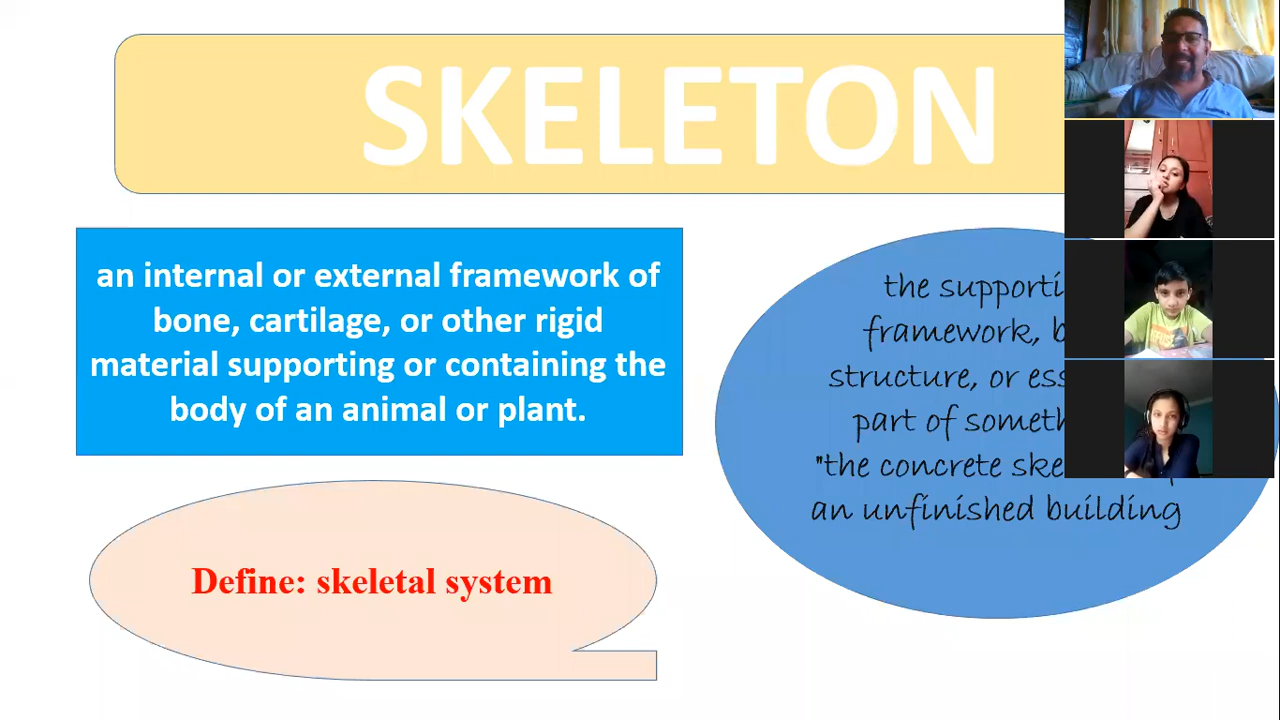 SKELETON
an internal or external framework of
bone, cartilage, or other rigid
material supporting or containing the
body of an animal or plant.
the
framework,
structure, or
part of
"the concrete
an unfinished building
Define: skeletal system